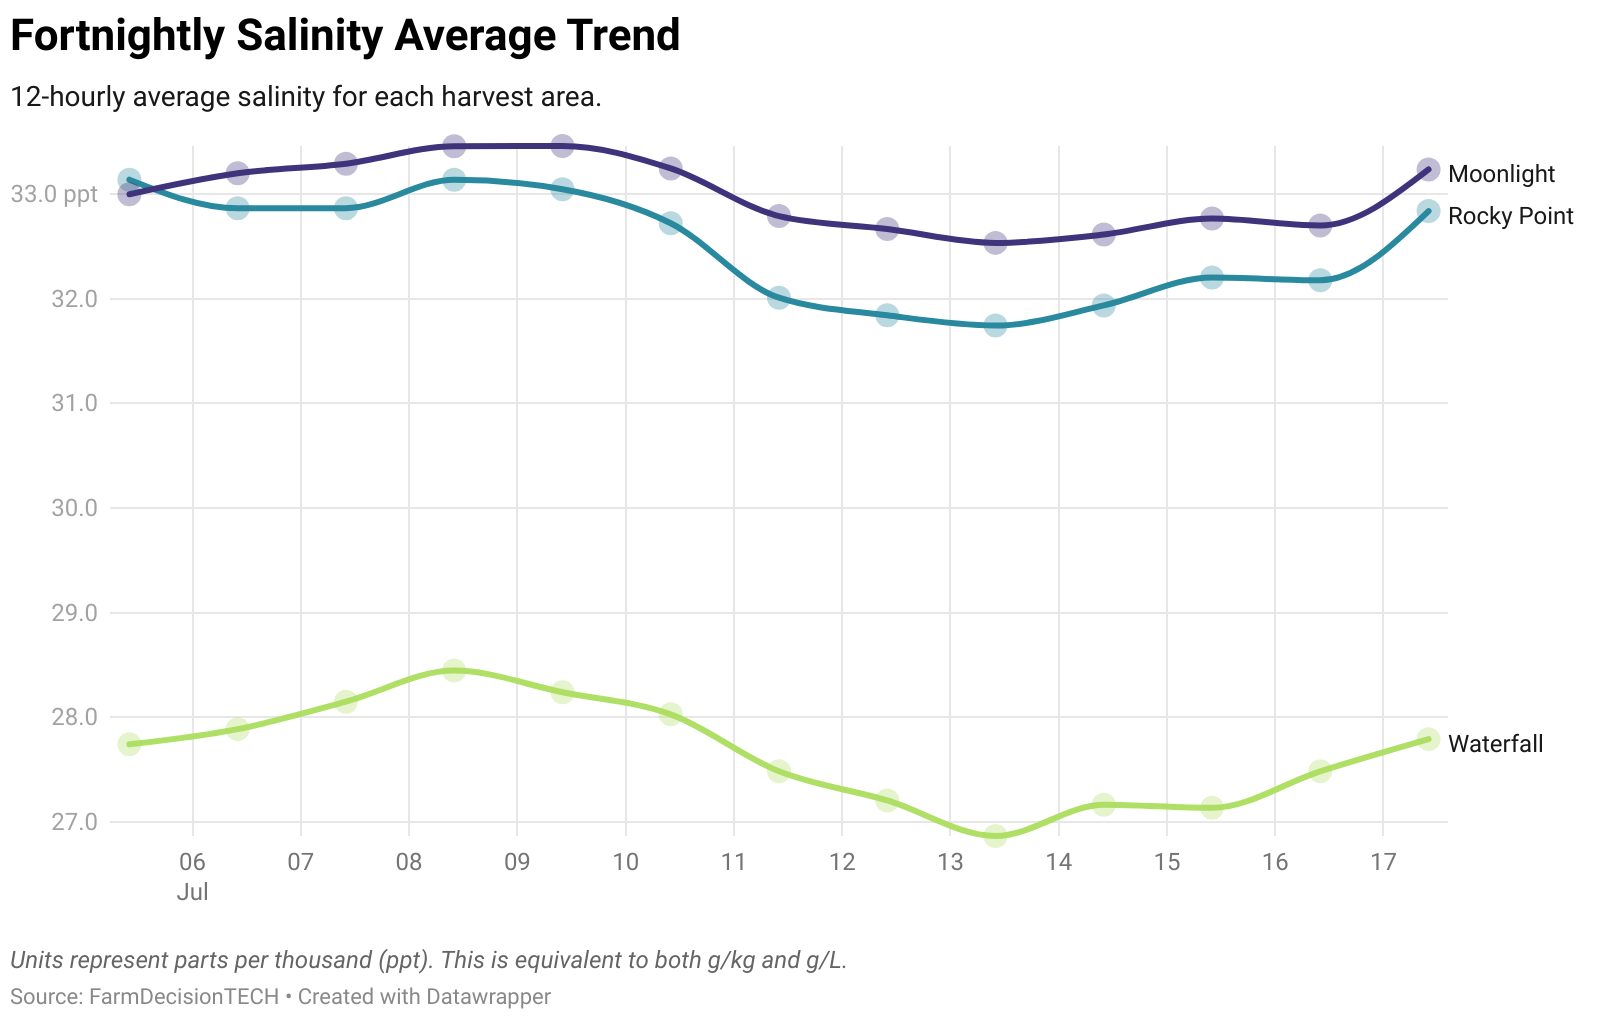 Fortnightly Salinity Average Trend
12-hourly average salinity for each harvest area.
33.0 ppt
32.0
31.0
30.0
29.0
28.0
27.0
Moonlight
Rocky Point
Waterfall
06 07 08 09 10 11 12 13 14 15 16 17
Jul
Units represent parts per thousand (ppt). This is equivalent to both g/kg and g/L.
Source: FarmDecisionTECH • Created with Datawrapper